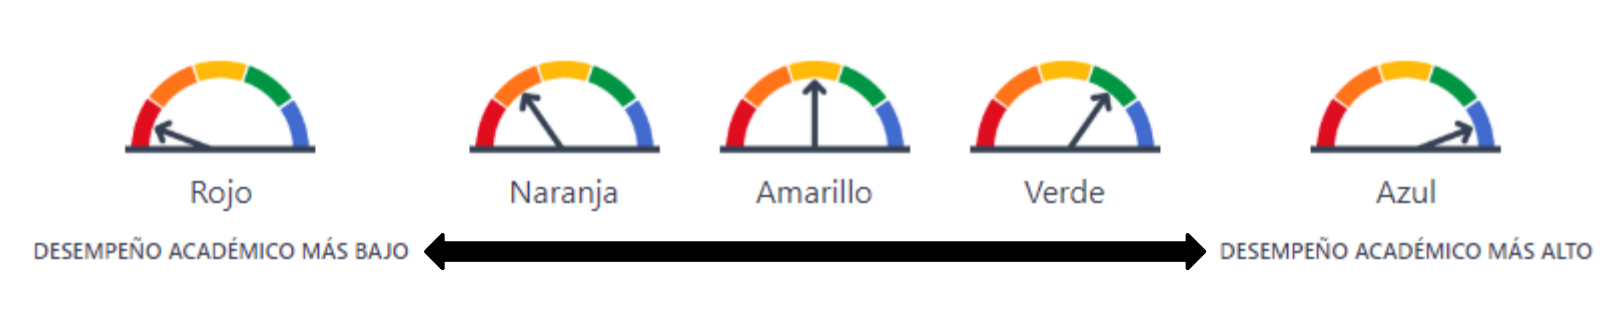 Rojo
Naranja
Amarillo
Verde
Azul
DESEMPEÑO ACADÉMICO MÁS BAJO
DESEMPEÑO ACADÉMICO MÁS ALTO